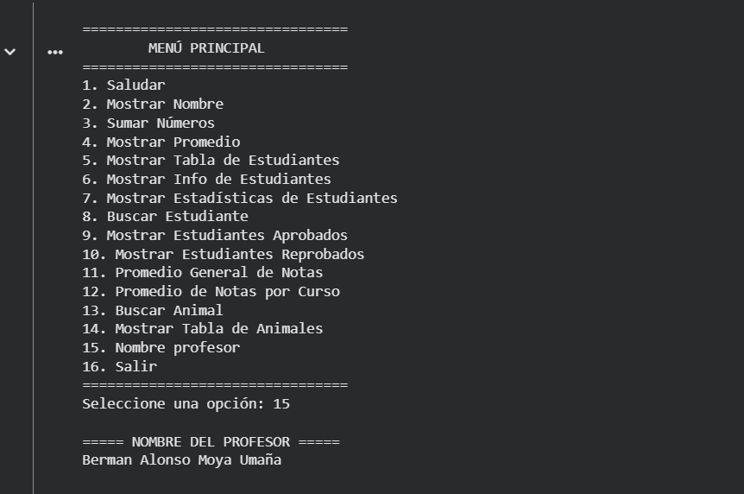 ================================
MENÚ PRINCIPAL
================================
1. Saludar
2. Mostrar Nombre
3. Sumar Números
4. Mostrar Promedio
5. Mostrar Tabla de Estudiantes
6. Mostrar Info de Estudiantes
7. Mostrar Estadísticas de Estudiantes
8. Buscar Estudiante
9. Mostrar Estudiantes Aprobados
10. Mostrar Estudiantes Reprobados
11. Promedio General de Notas
12. Promedio de Notas por Curso
13. Buscar Animal
14. Mostrar Tabla de Animales
15. Nombre profesor
16. Salir
================================
Seleccione una opción: 15
===== NOMBRE DEL PROFESOR =====
Berman Alonso Moya Umaña